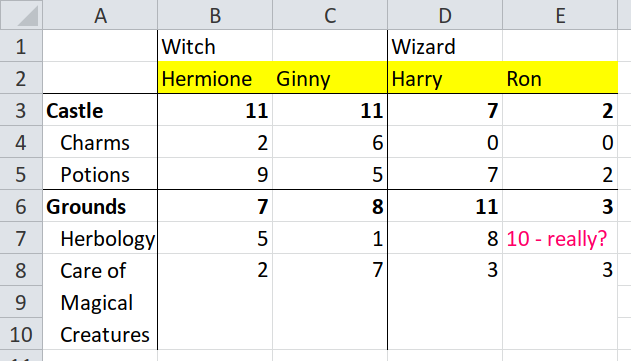 A B C D E
1 Witch Wizard
2 Hermione Ginny Harry Ron
3 Castle 11 11 7 2
4 Charms 2 6 0 0
5 Potions 9 5 7 2
6 Grounds 7 8 11 3
7 Herbology 5 1 8 10 - really?
8 Care of 2 7 3 3
9 Magical
10 Creatures